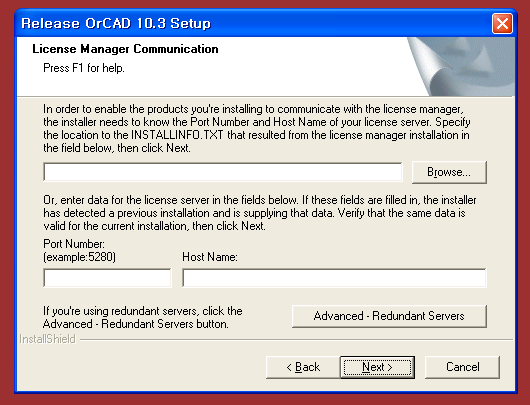 Release OrCAD 10.3 Setup
License Manager Communication
Press F1 for help.
In order to enable the products you're installing to communicate with the license manager,
the installer needs to know the Port Number and Host Name of your license server. Specify
the location to the INSTALLINFO.TXT that resulted from the license manager installation in
the field below, then click Next.
Browse...
Or, enter data for the license server in the fields below. If these fields are filled in, the installer
has detected a previous installation and is supplying that data. Verify that the same data is
valid for the current installation, then click Next.
Port Number:
(example:5280)
Host Name:
If you're using redundant servers, click the
Advanced - Redundant Servers button.
Advanced - Redundant Servers
InstallShield
< Back
Next >
Cancel